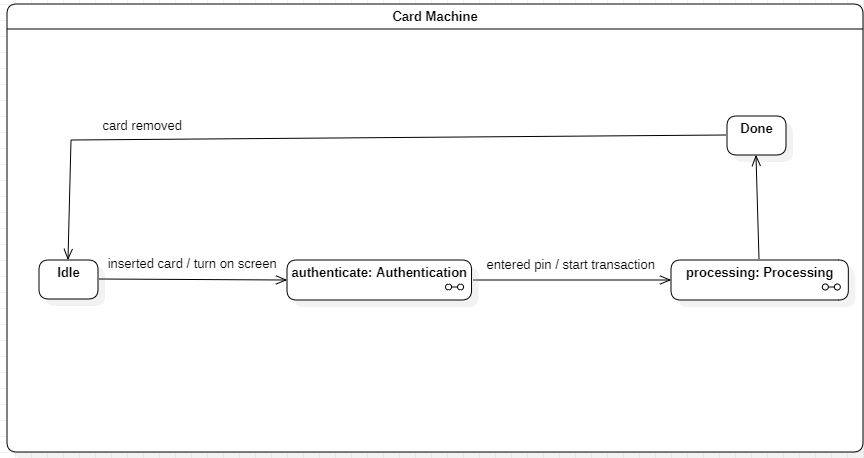 Card Machine
card removed
Done
Idle
inserted card / turn on screen
authenticate: Authentication
entered pin / start transaction
processing: Processing